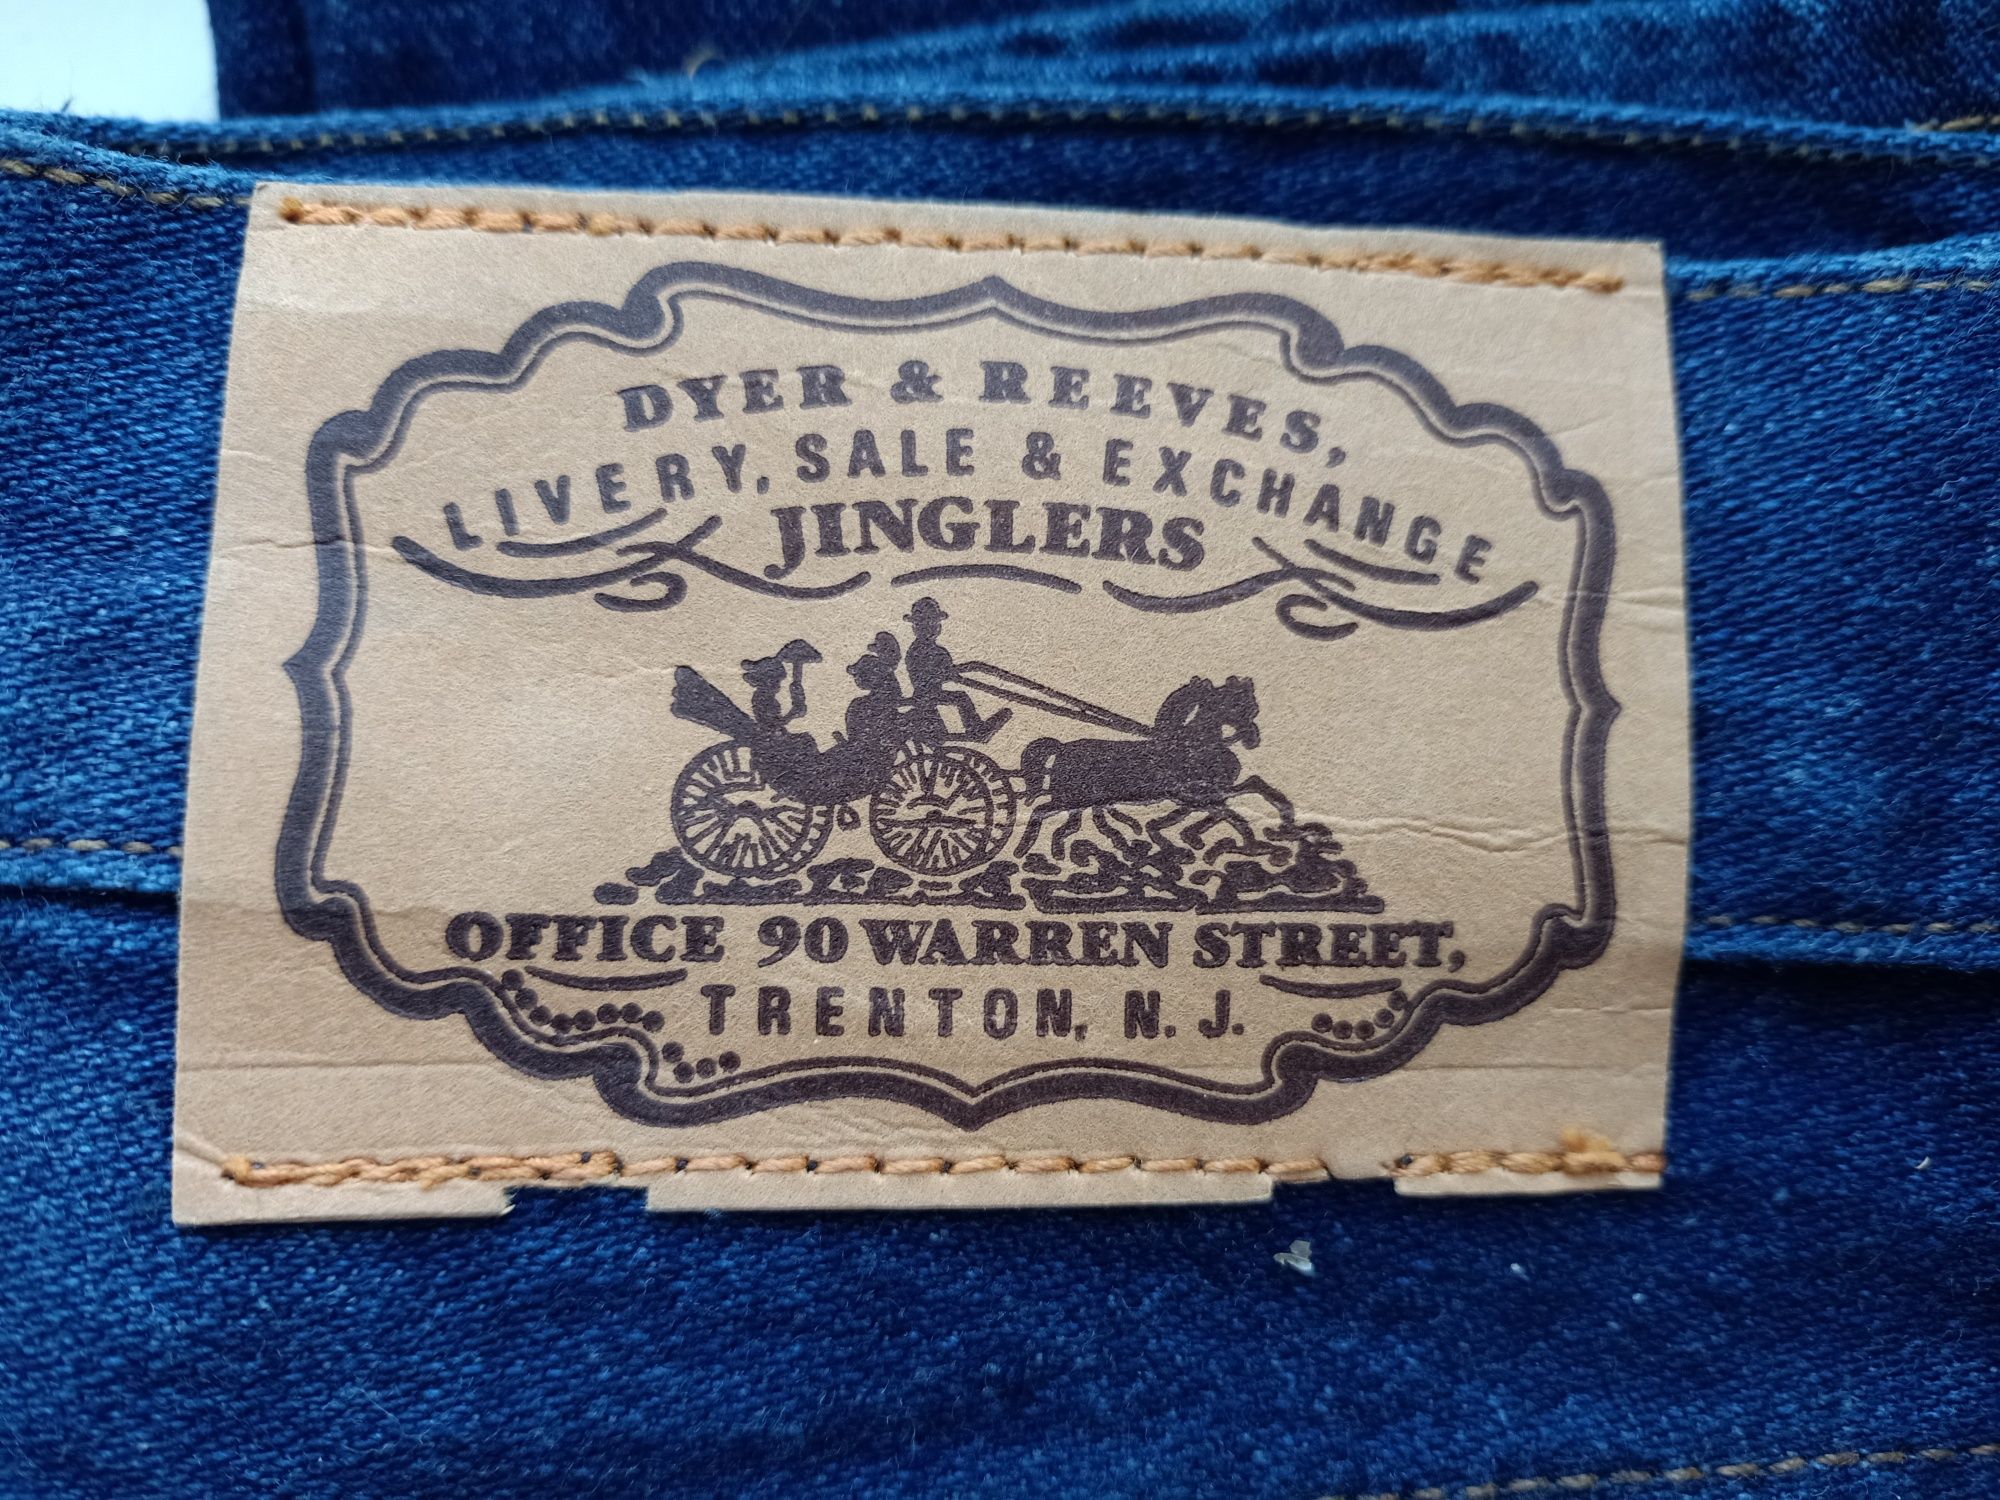 DYER & REEVES,
LIVERY, SALE & EXCHANGE
JINGLERS
OFFICE 90 WARREN STREET,
TRENTON, N. J.